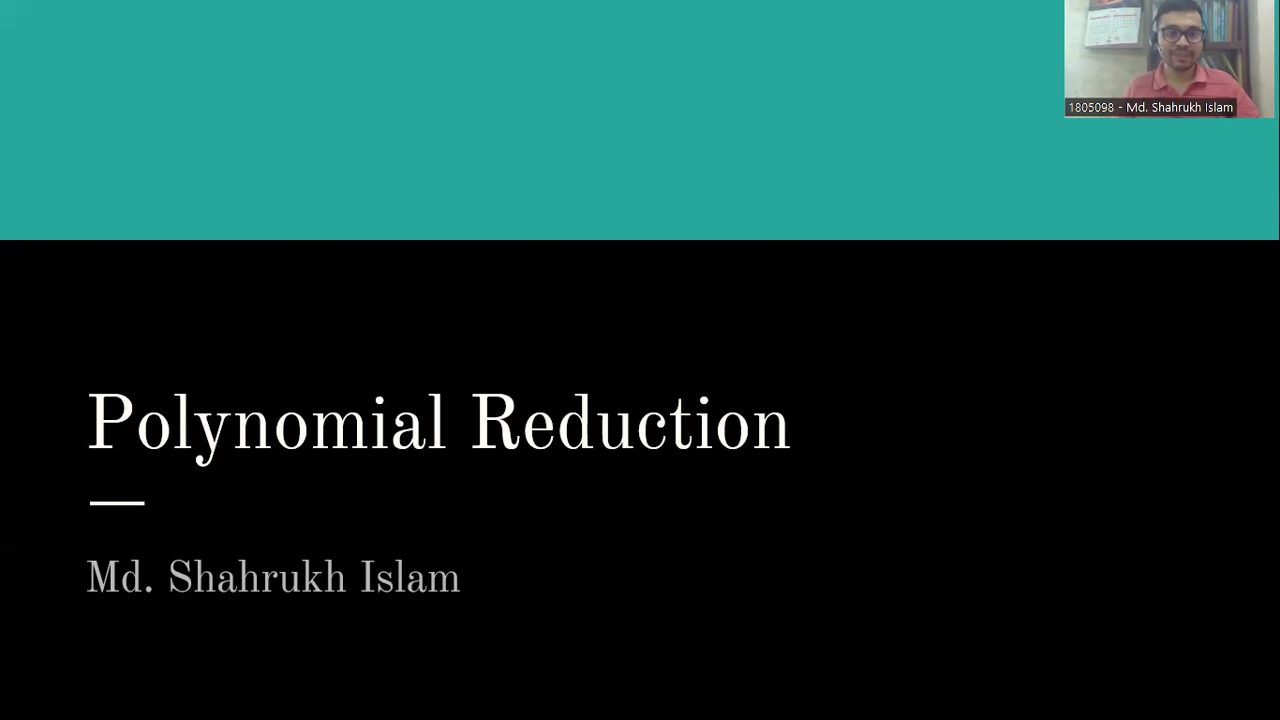 1805098 - Md. Shahrukh Islam
Polynomial Reduction
Md. Shahrukh Islam